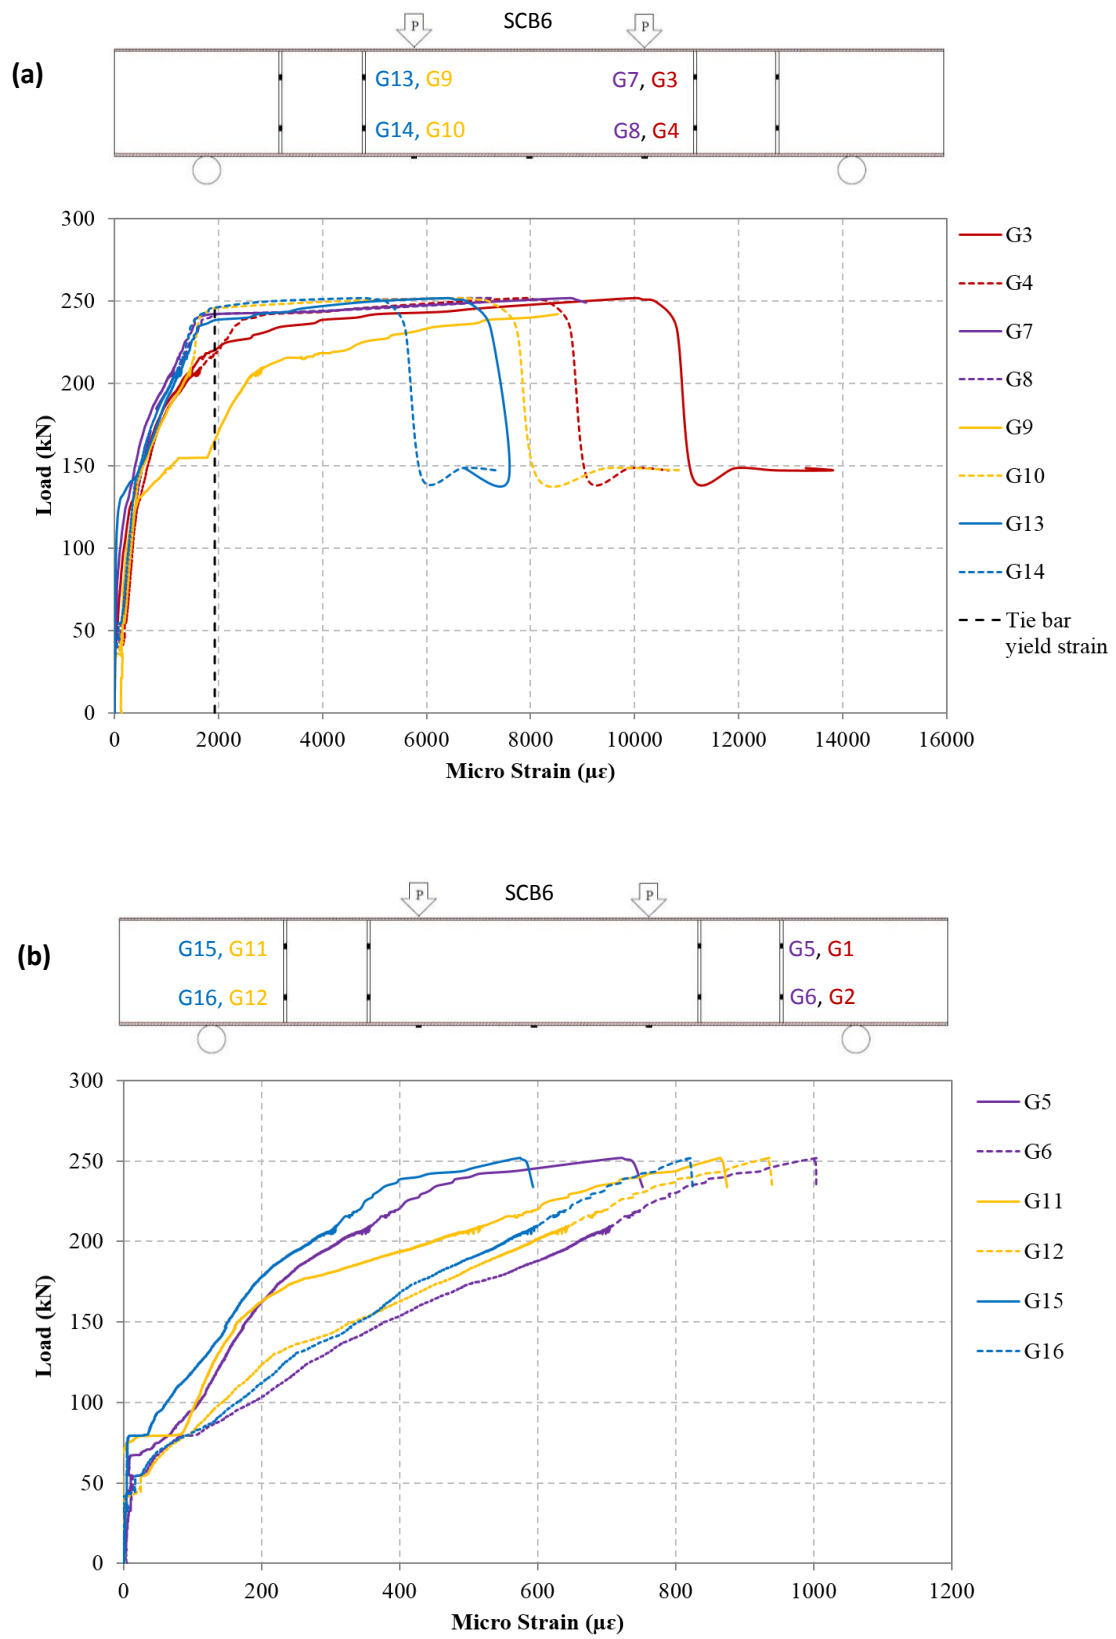 SCB6
P P
(a)
G13, G9
G7, G3
G14, G10
G8, G4
300
250
200
150
100
50
0
Load (kN)
0 2000 4000 6000 8000 10000 12000 14000 16000
Micro Strain (με)
G3
G4
G7
G8
G9
G10
G13
G14
Tie bar
yield strain
SCB6
P P
(b)
G15, G11
G5, G1
G16, G12
G6, G2
300
250
200
150
100
50
0
Load (kN)
0 200 400 600 800 1000 1200
Micro Strain (με)
G5
G6
G11
G12
G15
G16